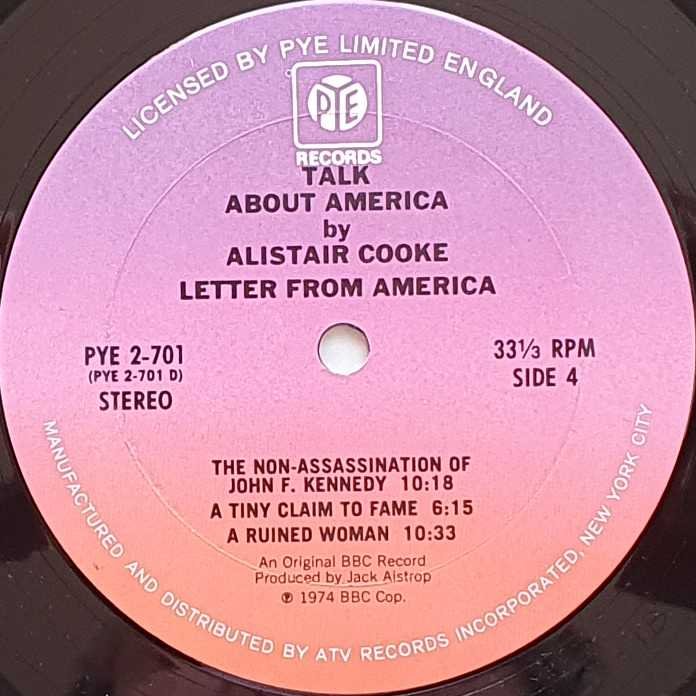 LICENSED BY PYE LIMITED ENGLAND
PYE
RECORDS
TALK
ABOUT AMERICA
by
ALISTAIR COOKE
LETTER FROM AMERICA
PYE 2-701
(PYE 2-701 D)
STEREO
33⅓ RPM
SIDE 4
THE NON-ASSASSINATION OF
JOHN F. KENNEDY 10:18
A TINY CLAIM TO FAME 6:15
A RUINED WOMAN 10:33
An Original BBC Record
Produced by Jack Aistrop
℗ 1974 BBC Cop.
MANUFACTURED AND DISTRIBUTED BY ATV RECORDS INCORPORATED, NEW YORK CITY